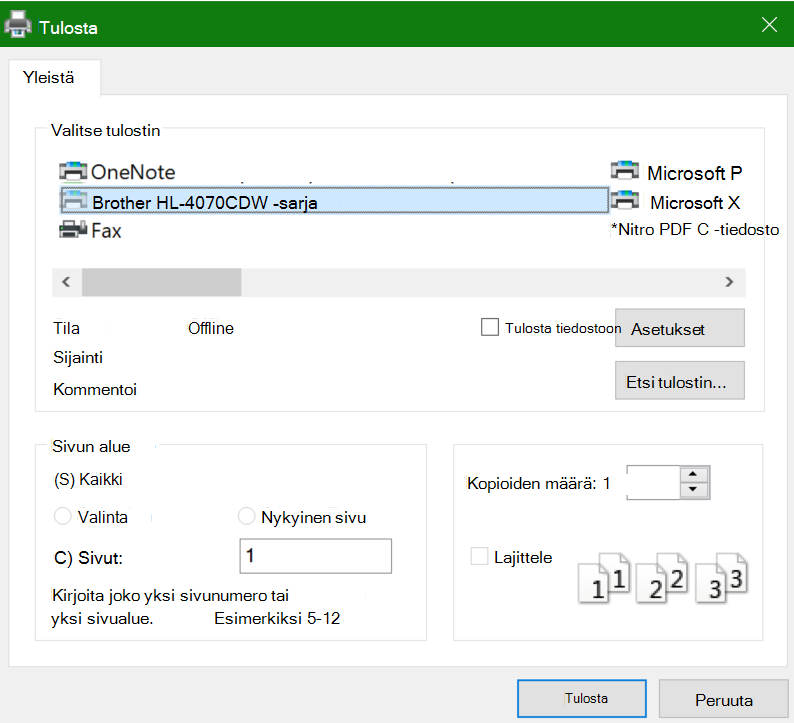 Tulosta
Yleistä
Valitse tulostin
OneNote
Microsoft P
Brother HL-4070CDW -sarja
Microsoft X
Fax
*Nitro PDF C -tiedosto
Tila Offline
Tulosta tiedostoon
Asetukset
Sijainti
Kommentoi
Etsi tulostin...
Sivun alue
(S) Kaikki
Valinta
Nykyinen sivu
C) Sivut: 1
Kirjoita joko yksi sivunumero tai
yksi sivualue. Esimerkiksi 5-12
Kopioiden määrä: 1
Lajittele
1 1 2 2 3 3
Tulosta
Peruuta